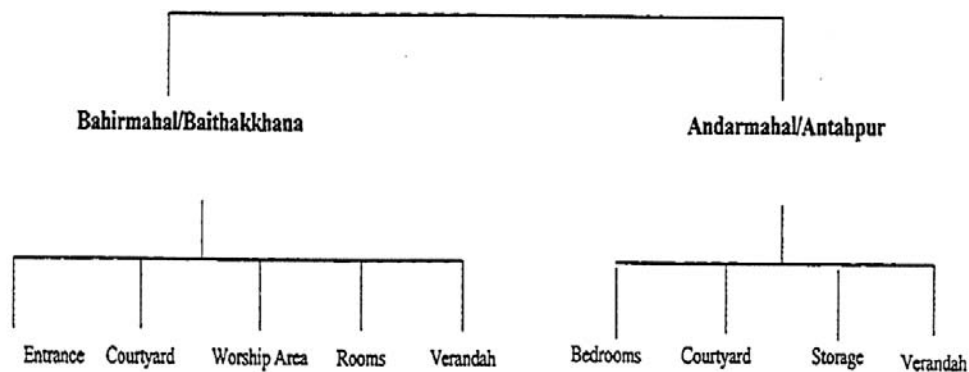 Bahirmahal/Baithakkhana
Andarmahal/Antahpur
Entrance Courtyard Worship Area Rooms Verandah
Bedrooms Courtyard Storage Verandah